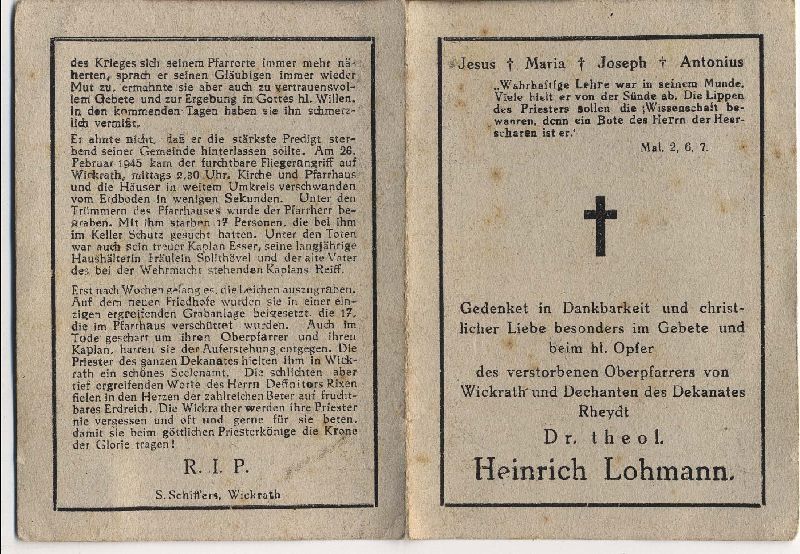 des Krieges sich seinem Pfarrorte immer mehr nä-
herten, sprach er seinen Gläubigen immer wieder
Mut zu, ermahnte sie aber auch zu vertrauensvol-
lem Gebete und zur Ergebung in Gottes hl. Willen.
In den kommenden Tagen haben sie ihn schmerz-
lich vermißt.
Er ahnte nicht, daß er die stärkste Predigt ster-
bend seiner Gemeinde hinterlassen sollte. Am 26.
Februar 1945 kam der furchtbare Fliegerangriff auf
Wickrath, mittags 2,30 Uhr. Kirche und Pfarrhaus
und die Häuser in weitem Umkreis verschwanden
vom Erdboden in wenigen Sekunden. Unter den
Trümmern des Pfarrhauses wurde der Pfarrherr be-
graben. Mit ihm starben 17 Personen, die bei ihm
im Keller Schutz gesucht hatten. Unter den Toten
war auch sein treuer Kaplan Esser, seine langjährige
Haushälterin Fräulein Splithövel und der alte Vater
des bei der Wehrmacht stehenden Kaplans Reiff.
Erst nach Wochen gelang es, die Leichen auszugraben.
Auf dem neuen Friedhofe wurden sie in einer ein-
zigen ergreifenden Grabanlage beigesetzt, die 17,
die im Pfarrhaus verschüttet wurden. Auch im
Tode geschart um ihren Oberpfarrer und ihren
Kaplan, harren sie der Auferstehung entgegen. Die
Priester des ganzen Dekanates hielten ihm in Wick-
rath ein schönes Seelenamt. Die schlichten aber
tief ergreifenden Worte des Herrn Definitors Rixen
fielen in den Herzen der zahlreichen Beter auf frucht-
bares Erdreich. Die Wickrather werden ihre Priester
nie vergessen und oft und gerne für sie beten,
damit sie beim göttlichen Priesterkönige die Krone
der Glorie tragen!
R. I. P.
S. Schiffers, Wickrath
Jesus † Maria † Joseph † Antonius
„Wahrhaftige Lehre war in seinem Munde.
Viele hielt er von der Sünde ab. Die Lippen
des Priesters sollen die Wissenschaft be-
wahren, denn ein Bote des Herrn der Heer-
scharen ist er.“
Mal. 2, 6, 7.
Gedenket in Dankbarkeit und christ-
licher Liebe besonders im Gebete und
beim hl. Opfer
des verstorbenen Oberpfarrers von
Wickrath und Dechanten des Dekanates
Rheydt
Dr. theol.
Heinrich Lohmann.